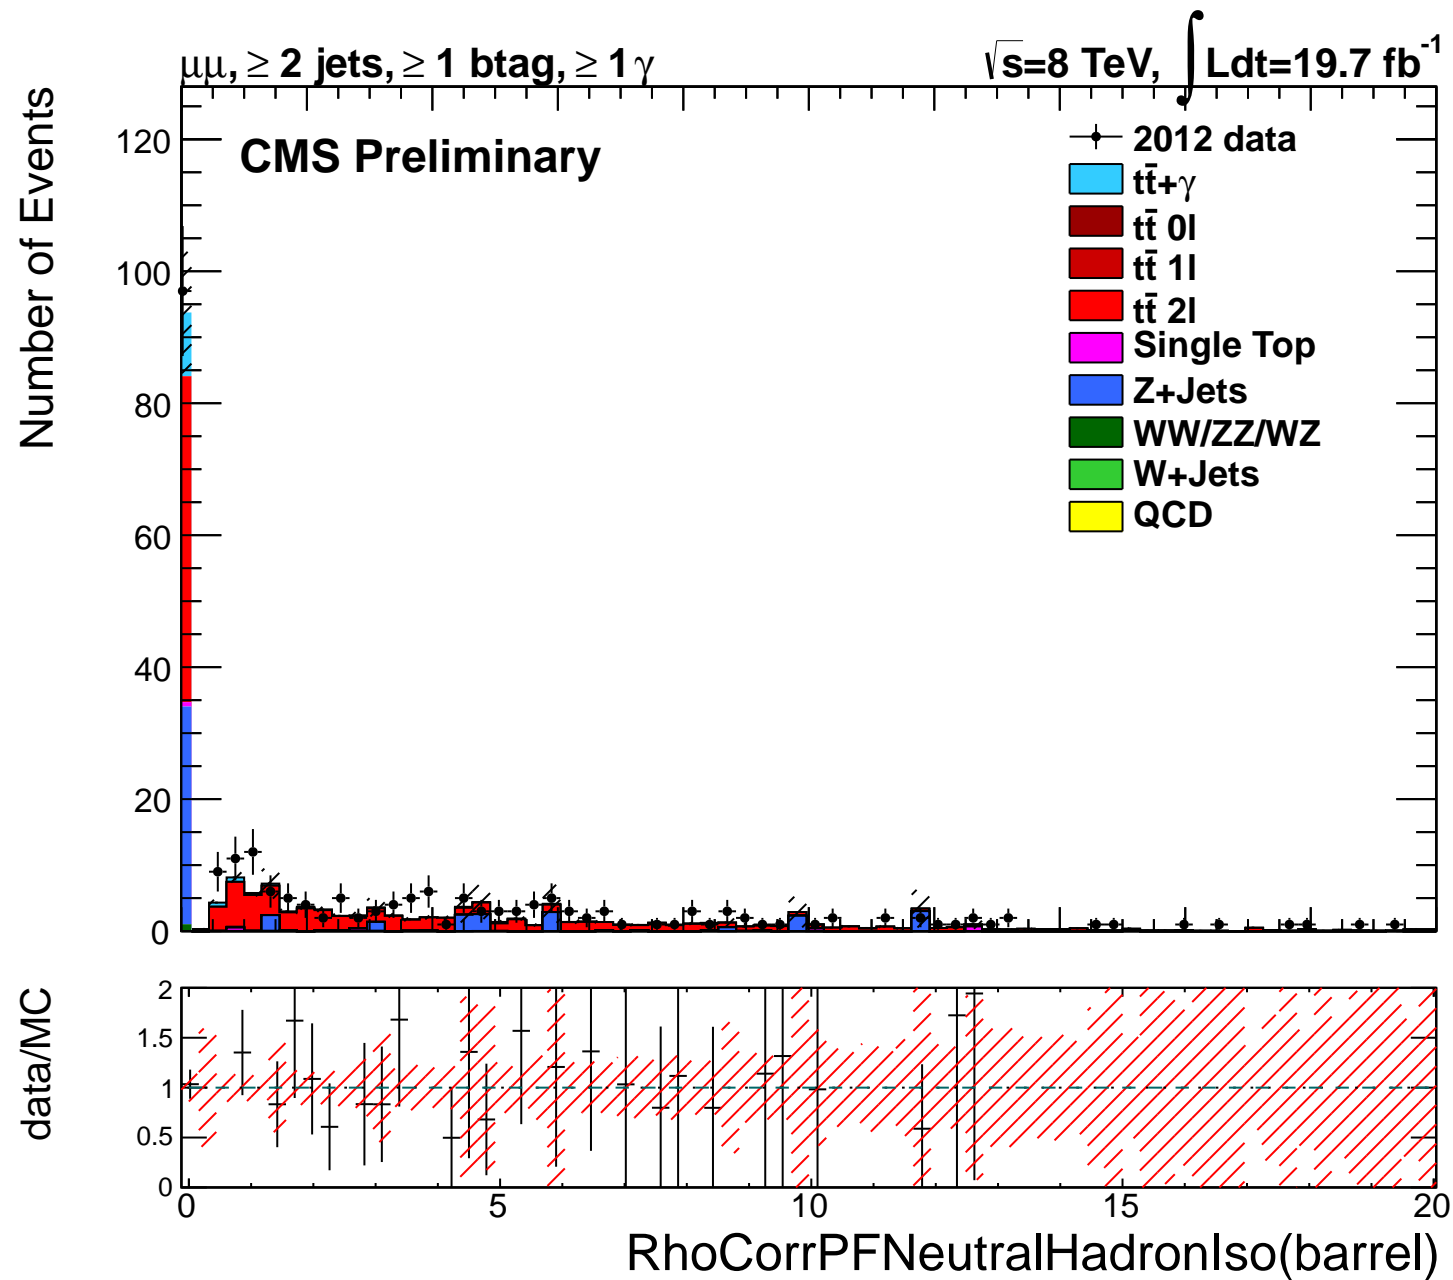 μμ, ≥ 2 jets, ≥ 1 btag, ≥ 1 γ
√s=8 TeV, ∫ Ldt=19.7 fb⁻¹
CMS Preliminary
Number of Events
120
100
80
60
40
20
0
2012 data
tt̄+γ
tt̄ 0l
tt̄ 1l
tt̄ 2l
Single Top
Z+Jets
WW/ZZ/WZ
W+Jets
QCD
data/MC
2
1.5
1
0.5
0
0 5 10 15 20
RhoCorrPFNeutralHadronIso(barrel)